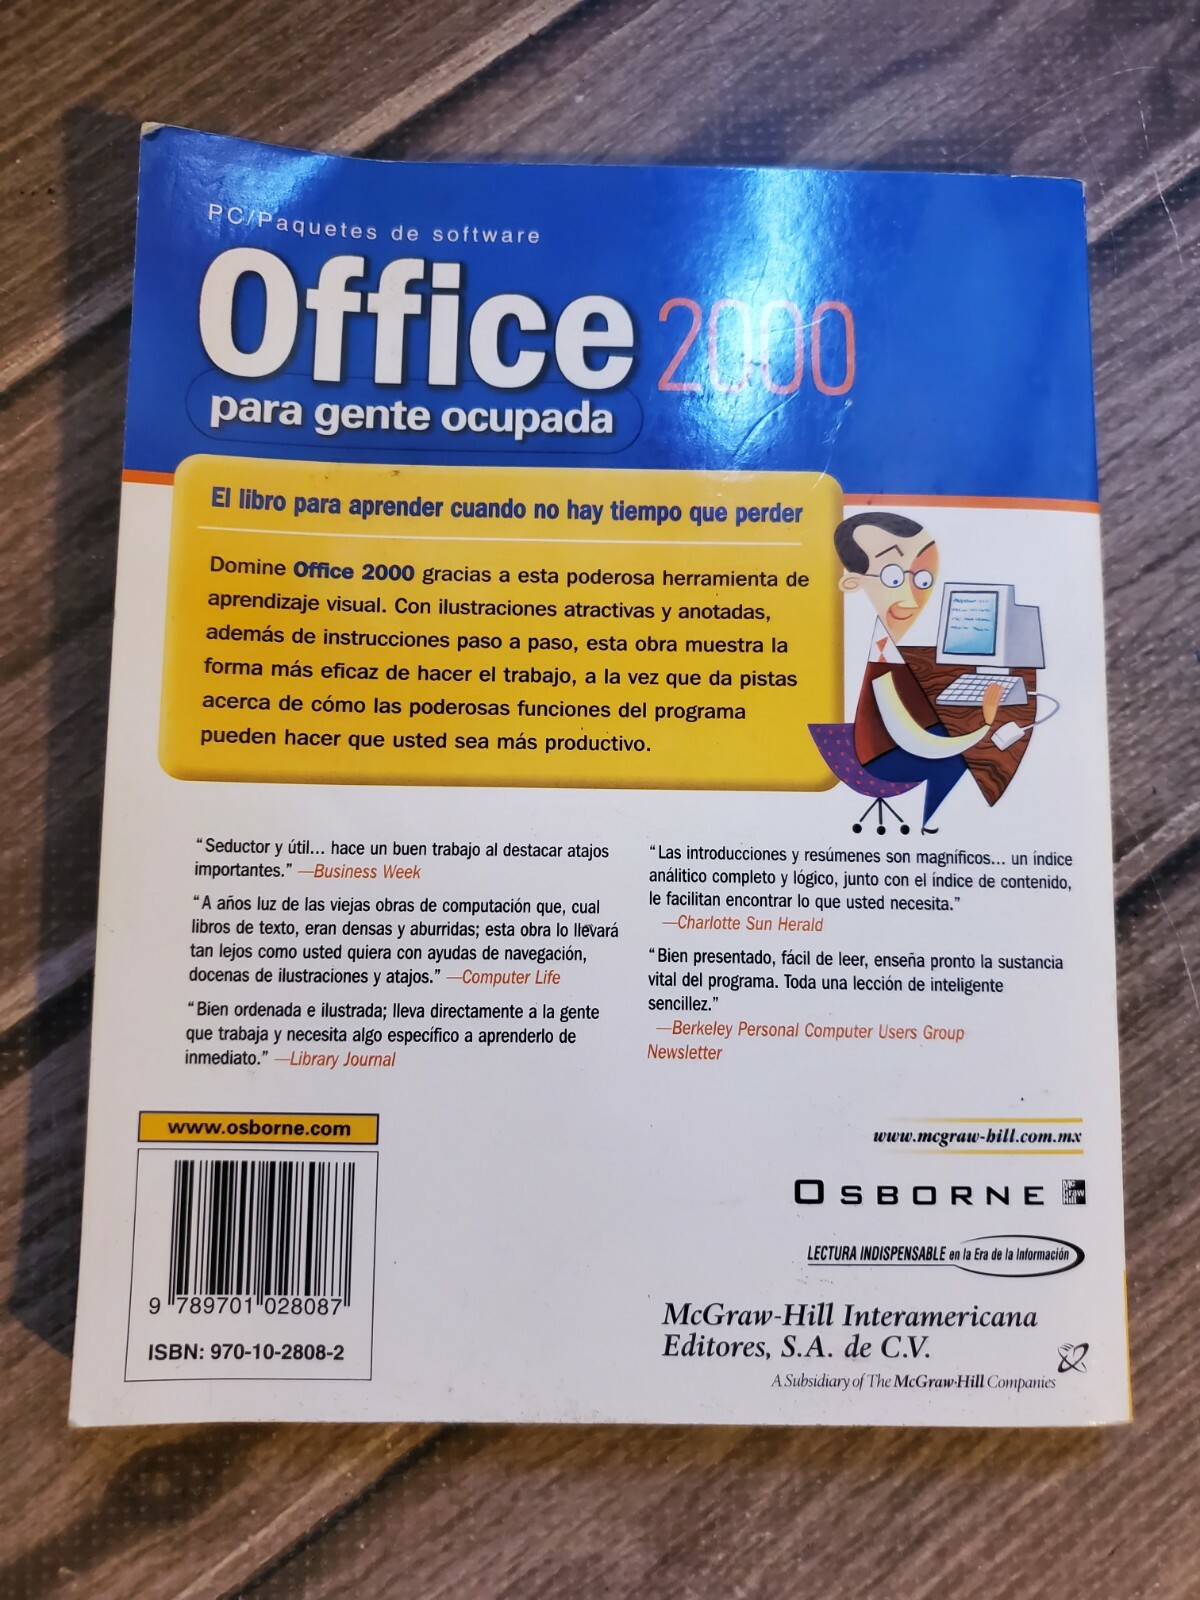 PC/Paquetes de software
Office 2000
para gente ocupada
El libro para aprender cuando no hay tiempo que perder
Domine Office 2000 gracias a esta poderosa herramienta de
aprendizaje visual. Con ilustraciones atractivas y anotadas,
además de instrucciones paso a paso, esta obra muestra la
forma más eficaz de hacer el trabajo, a la vez que da pistas
acerca de cómo las poderosas funciones del programa
pueden hacer que usted sea más productivo.
“Seductor y útil... hace un buen trabajo al destacar atajos
importantes.” —Business Week
“A años luz de las viejas obras de computación que, cual
libros de texto, eran densas y aburridas; esta obra lo llevará
tan lejos como usted quiera con ayudas de navegación,
docenas de ilustraciones y atajos.” —Computer Life
“Bien ordenada e ilustrada; lleva directamente a la gente
que trabaja y necesita algo específico a aprenderlo de
inmediato.” —Library Journal
“Las introducciones y resúmenes son magníficos... un índice
análitico completo y lógico, junto con el índice de contenido,
le facilitan encontrar lo que usted necesita.”
—Charlotte Sun Herald
“Bien presentado, fácil de leer, enseña pronto la sustancia
vital del programa. Toda una lección de inteligente
sencillez.”
—Berkeley Personal Computer Users Group
Newsletter
www.osborne.com
9 789701 028087
ISBN: 970-10-2808-2
www.mcgraw-hill.com.mx
OSBORNE
Mc
Graw
Hill
LECTURA INDISPENSABLE en la Era de la Información
McGraw-Hill Interamericana
Editores, S.A. de C.V.
A Subsidiary of The McGraw-Hill Companies